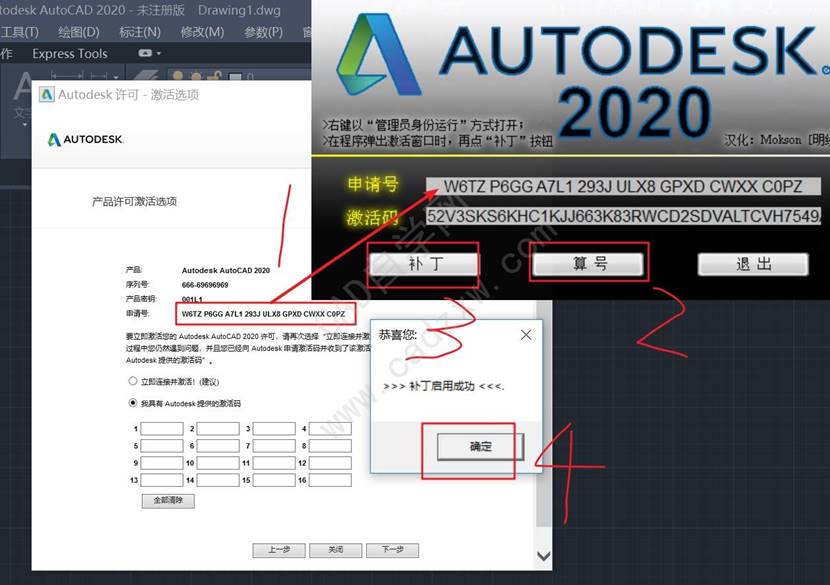 todesk AutoCAD 2020 - 未注册版 Drawing1.dwg
工具(T) 绘图(D) 标注(N) 修改(M) 参数(P)
作 Express Tools
A
文字
AUTODESK
2020
>右键以“管理员身份运行”方式打开;
>在程序弹出激活窗口时, 再点“补丁”按钮
汉化: Mokson [明
申请号 W6TZ P6GG A7L1 293J ULX8 GPXD CWXX C0PZ
激活码 52V3SKS6KHC1KJJ663K83RWCD2SDVALTCVH7549
补丁 算号 退出
1
2
3
4
Autodesk 许可 - 激活选项
AUTODESK.
产品许可激活选项
产品: Autodesk AutoCAD 2020
序列号: 666-69696969
产品密钥: 001L1
申请号: W6TZ P6GG A7L1 293J ULX8 GPXD CWXX C0PZ
要立即激活您的 Autodesk AutoCAD 2020 许可, 请再次选择“立即连接并激
过程中您仍然遇到问题, 并且您已经向 Autodesk 申请激活码并收到了该激活
Autodesk 提供的激活码”。
立即连接并激活! (建议)
我具有 Autodesk 提供的激活码
1 2 3 4
5 6 7 8
9 10 11 12
13 14 15 16
全部清除
上一步 关闭 下一步
恭喜您:
>>> 补丁启用成功 <<<.
确定
CAD自学网
www.cadzxw.com